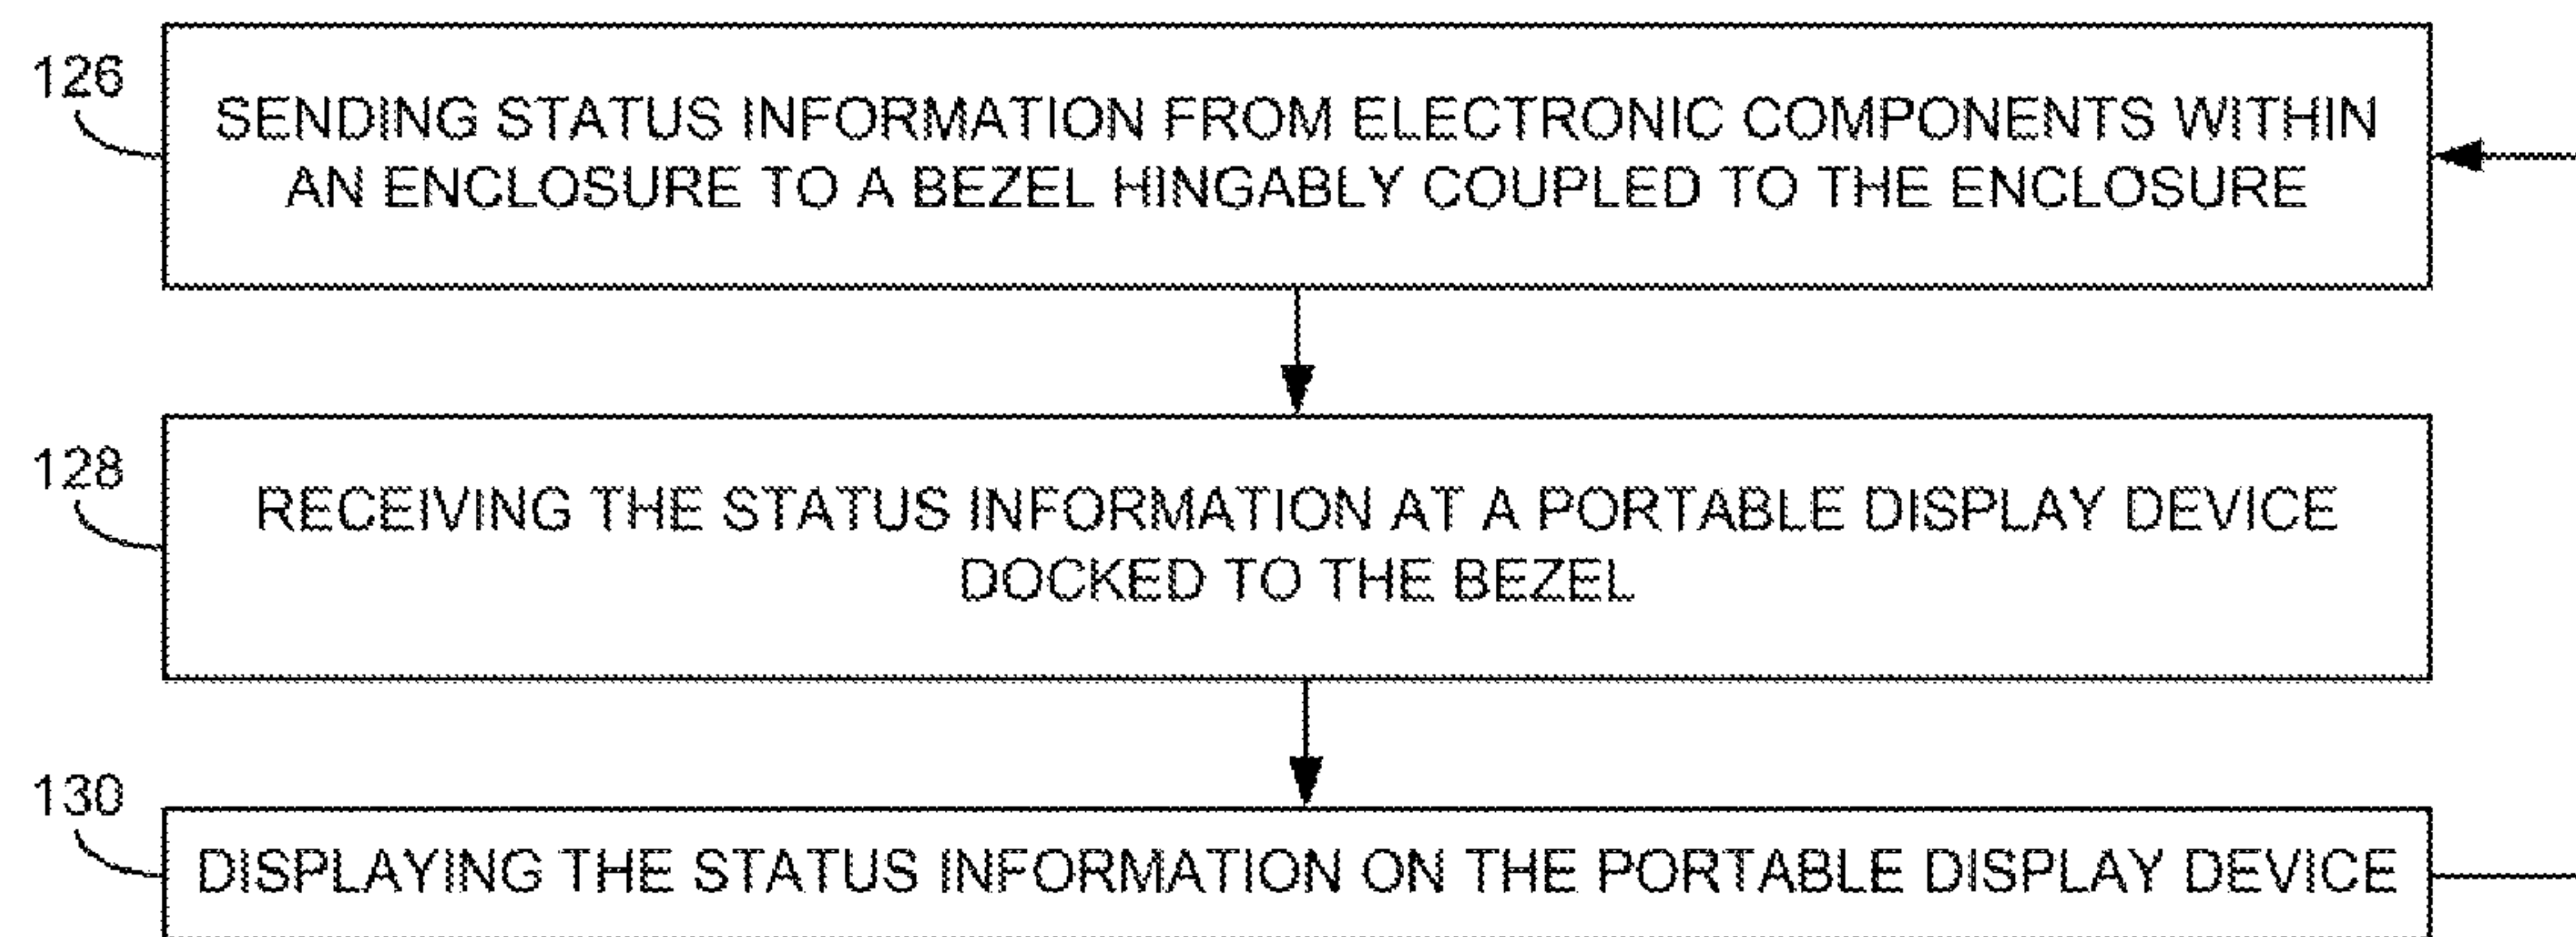 126
SENDING STATUS INFORMATION FROM ELECTRONIC COMPONENTS WITHIN
AN ENCLOSURE TO A BEZEL HINGABLY COUPLED TO THE ENCLOSURE
128
RECEIVING THE STATUS INFORMATION AT A PORTABLE DISPLAY DEVICE
DOCKED TO THE BEZEL
130
DISPLAYING THE STATUS INFORMATION ON THE PORTABLE DISPLAY DEVICE